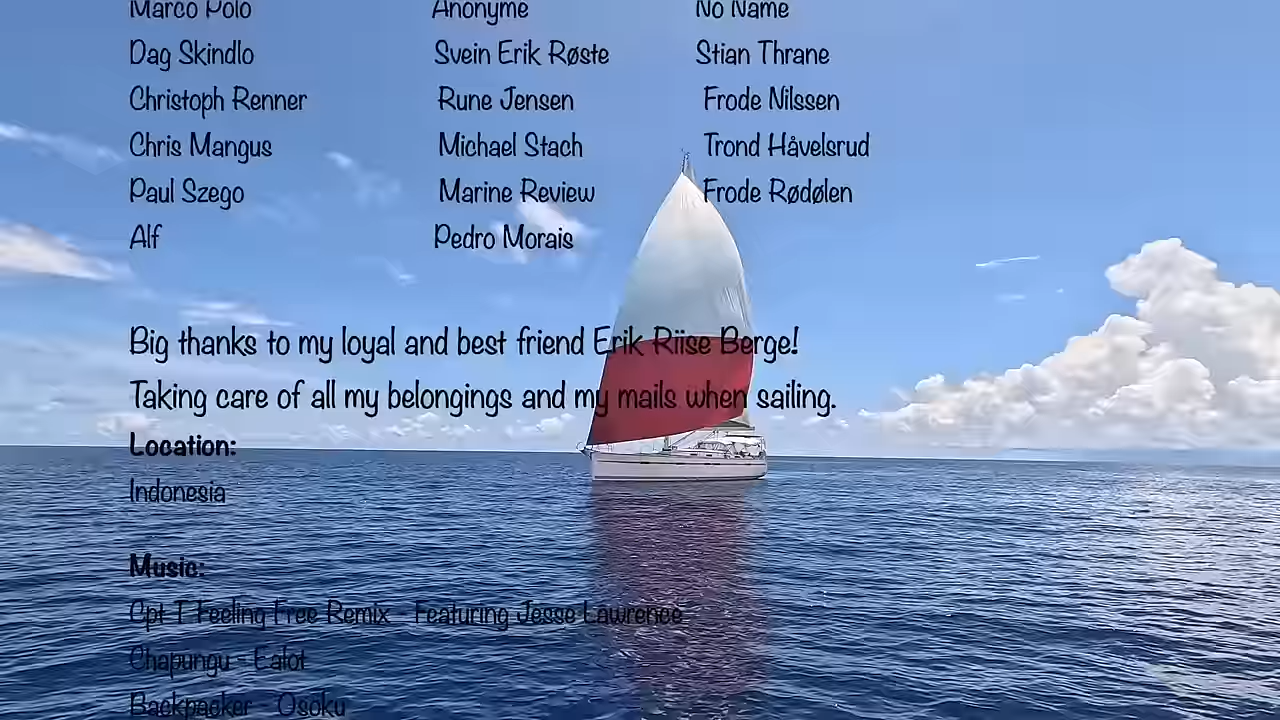 Marco Polo Anonyme No Name
Dag Skindlo Svein Erik Røste Stian Thrane
Christoph Renner Rune Jensen Frode Nilssen
Chris Mangus Michael Stach Trond Håvelsrud
Paul Szego Marine Review Frode Rødølen
Alf Pedro Morais
Big thanks to my loyal and best friend Erik Riise Berge!
Taking care of all my belongings and my mails when sailing.
Location:
Indonesia
Music:
Cpt T Feeling Free Remix - Featuring Jesse Lawrence
Chapungu - Ealot
Backpacker - Osoku